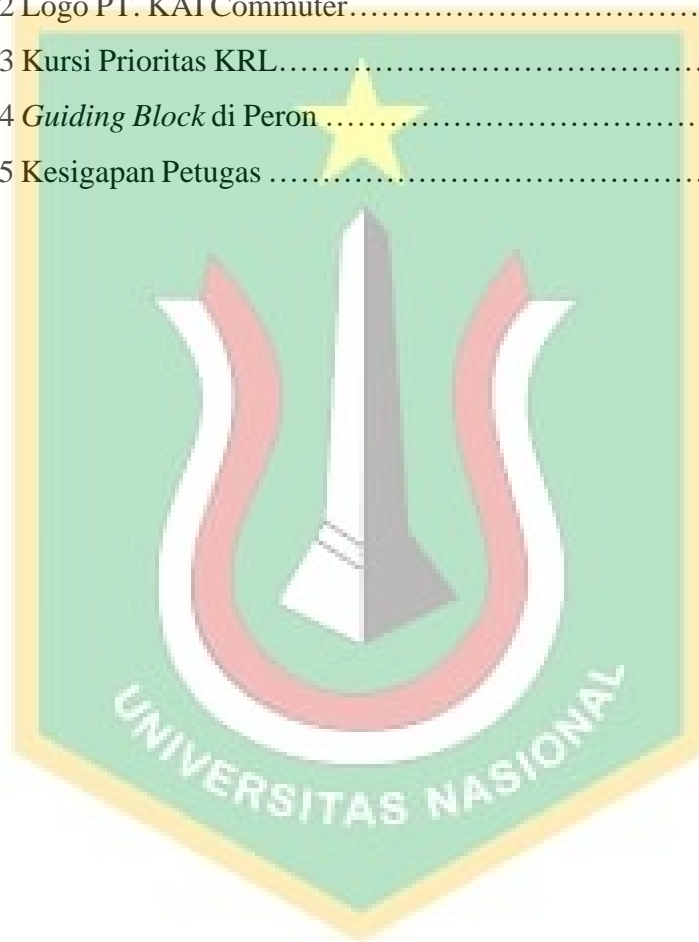 2 Logo PT. KAI Commuter..........................................
3 Kursi Prioritas KRL................................................
4 Guiding Block di Peron ..........................................
5 Kesigapan Petugas ................................................
UNIVERSITAS NASIONAL